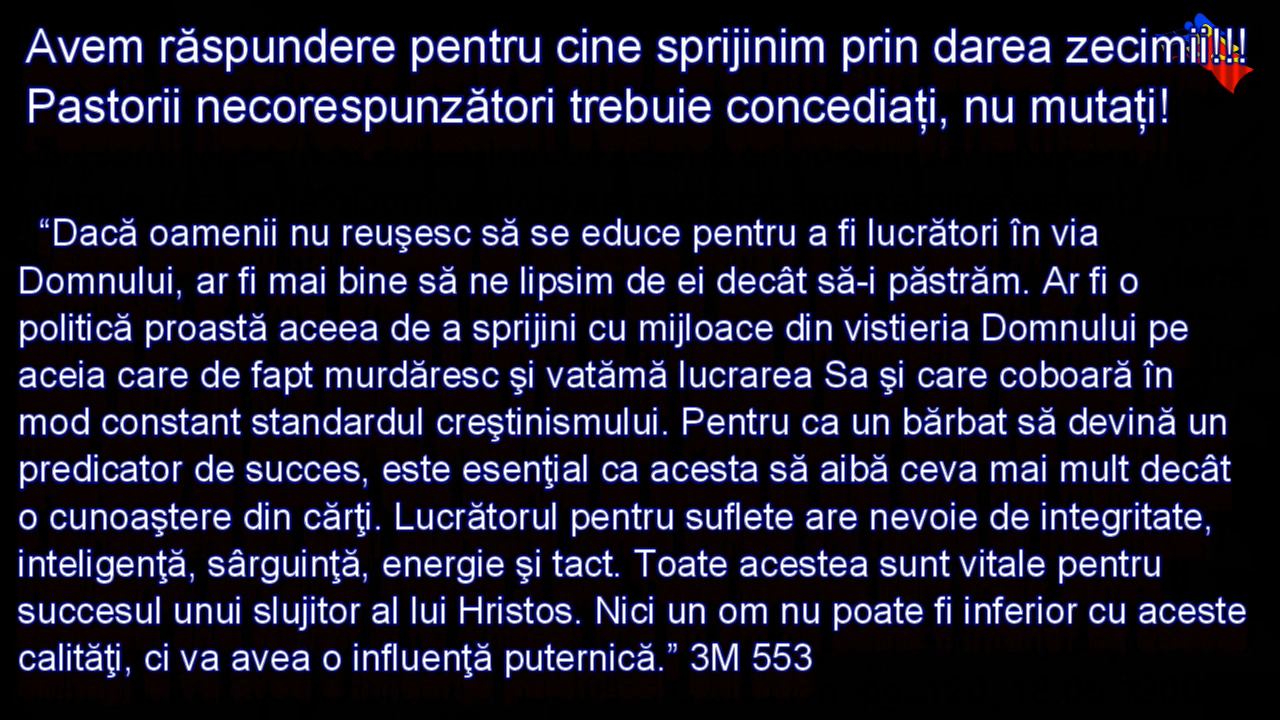 Avem răspundere pentru cine sprijinim prin darea zecimii!!!
Pastorii necorespunzători trebuie concediați, nu mutați!
“Dacă oamenii nu reuşesc să se educe pentru a fi lucrători în via
Domnului, ar fi mai bine să ne lipsim de ei decât să-i păstrăm. Ar fi o
politică proastă aceea de a sprijini cu mijloace din vistieria Domnului pe
aceia care de fapt murdăresc şi vatămă lucrarea Sa şi care coboară în
mod constant standardul creştinismului. Pentru ca un bărbat să devină un
predicator de succes, este esenţial ca acesta să aibă ceva mai mult decât
o cunoaştere din cărţi. Lucrătorul pentru suflete are nevoie de integritate,
inteligenţă, sârguinţă, energie şi tact. Toate acestea sunt vitale pentru
succesul unui slujitor al lui Hristos. Nici un om nu poate fi inferior cu aceste
calităţi, ci va avea o influenţă puternică.” 3M 553